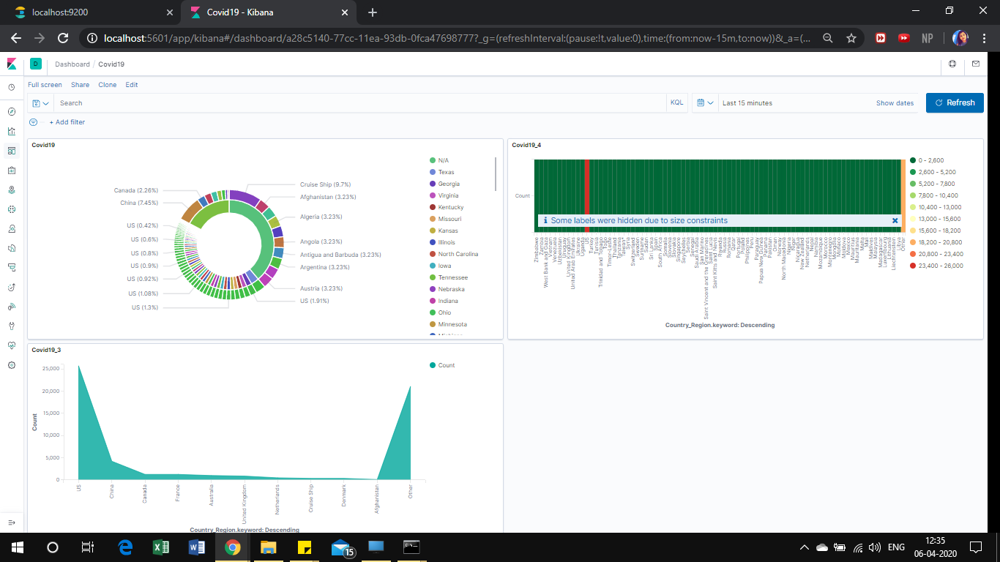 localhost:9200
Covid19 - Kibana
localhost:5601/app/kibana#/dashboard/a28c5140-77cc-11ea-93db-0fca47698777?_g=(refreshInterval:(pause:!t,value:0),time:(from:now-15m,to:now))&_a=(...
NP
D
Dashboard / Covid19
Full screen Share Clone Edit
Search
KQL
Last 15 minutes
Show dates
Refresh
+ Add filter
Covid19
Canada (2.26%)
China (7.45%)
US (0.42%)
US (0.6%)
US (0.8%)
US (0.9%)
US (0.92%)
US (1.08%)
US (1.3%)
Cruise Ship (9.7%)
Afghanistan (3.23%)
Algeria (3.23%)
Angola (3.23%)
Antigua and Barbuda (3.23%)
Argentina (3.23%)
Austria (3.23%)
US (1.91%)
N/A
Texas
Georgia
Virginia
Kentucky
Missouri
Kansas
Illinois
North Carolina
Iowa
Tennessee
Nebraska
Indiana
Ohio
Minnesota
Covid19_4
Count
i Some labels were hidden due to size constraints
Zimbabwe
Zambia
West Bank and Gaza
Vietnam
Venezuela
Uzbekistan
Uruguay
United Kingdom
United Arab Emirates
Ukraine
Uganda
US
Turkey
Tunisia
Trinidad and Tobago
Togo
Timor-Leste
Thailand
Tanzania
Taiwan*
Syria
Switzerland
Sweden
Suriname
Sudan
Sri Lanka
Spain
South Africa
Somalia
Slovenia
Slovakia
Singapore
Seychelles
Serbia
Senegal
Saudi Arabia
San Marino
Saint Vincent and the Grenadines
Saint Lucia
Saint Kitts and Nevis
Rwanda
Russia
Romania
Qatar
Portugal
Poland
Philippines
Peru
Paraguay
Papua New Guinea
Panama
Pakistan
Oman
Norway
North Macedonia
Nigeria
Niger
Nicaragua
New Zealand
Netherlands
Nepal
Namibia
Mozambique
Morocco
Montenegro
Mongolia
Monaco
Moldova
Mexico
Mauritius
Mauritania
Malta
Mali
Maldives
Malaysia
Madagascar
Luxembourg
Lithuania
Liechtenstein
Libya
Other
Country_Region.keyword: Descending
0 - 2,600
2,600 - 5,200
5,200 - 7,800
7,800 - 10,400
10,400 - 13,000
13,000 - 15,600
15,600 - 18,200
18,200 - 20,800
20,800 - 23,400
23,400 - 26,000
Covid19_3
25,000
20,000
15,000
10,000
5,000
0
Count
US
China
Canada
France
Australia
United Kingdom
Netherlands
Cruise Ship
Denmark
Afghanistan
Other
Country_Region.keyword: Descending
Count
15
ENG
12:35
06-04-2020